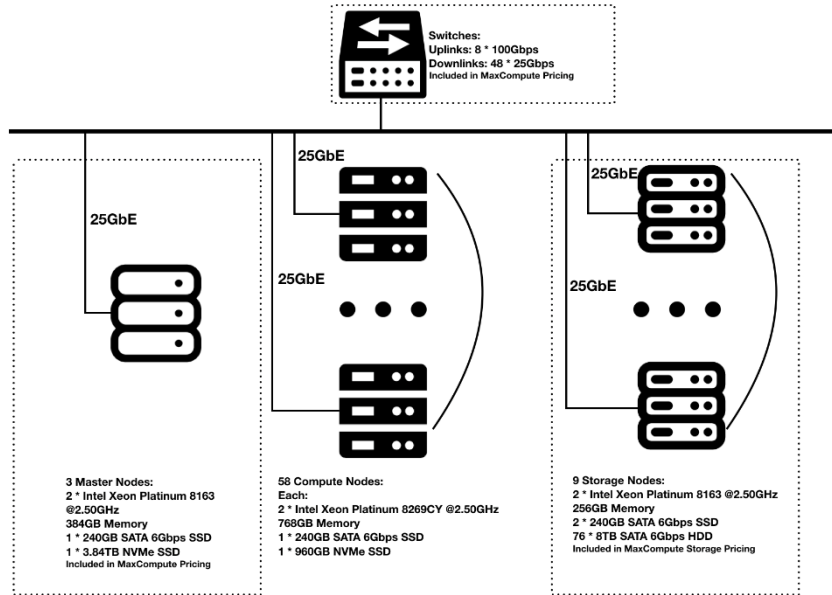 Switches:
Uplinks: 8 * 100Gbps
Downlinks: 48 * 25Gbps
Included in MaxCompute Pricing
25GbE
25GbE
25GbE
25GbE
25GbE
3 Master Nodes:
2 * Intel Xeon Platinum 8163
@2.50GHz
384GB Memory
1 * 240GB SATA 6Gbps SSD
1 * 3.84TB NVMe SSD
Included in MaxCompute Pricing
58 Compute Nodes:
Each:
2 * Intel Xeon Platinum 8269CY @2.50GHz
768GB Memory
1 * 240GB SATA 6Gbps SSD
1 * 960GB NVMe SSD
9 Storage Nodes:
2 * Intel Xeon Platinum 8163 @2.50GHz
256GB Memory
2 * 240GB SATA 6Gbps SSD
76 * 8TB SATA 6Gbps HDD
Included in MaxCompute Storage Pricing